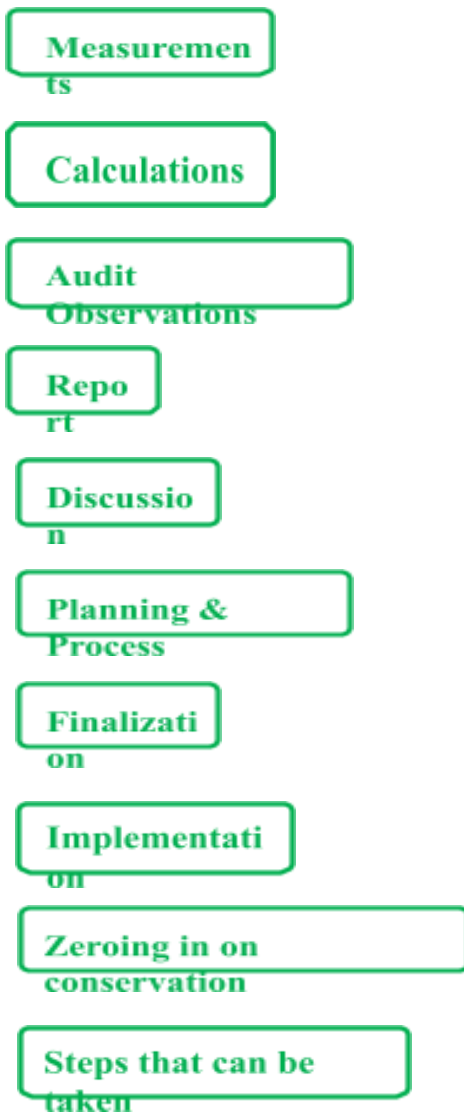 Measuremen
ts
Calculations
Audit
Observations
Repo
rt
Discussio
n
Planning &
Process
Finalizati
on
Implementati
on
Zeroing in on
conservation
Steps that can be
taken